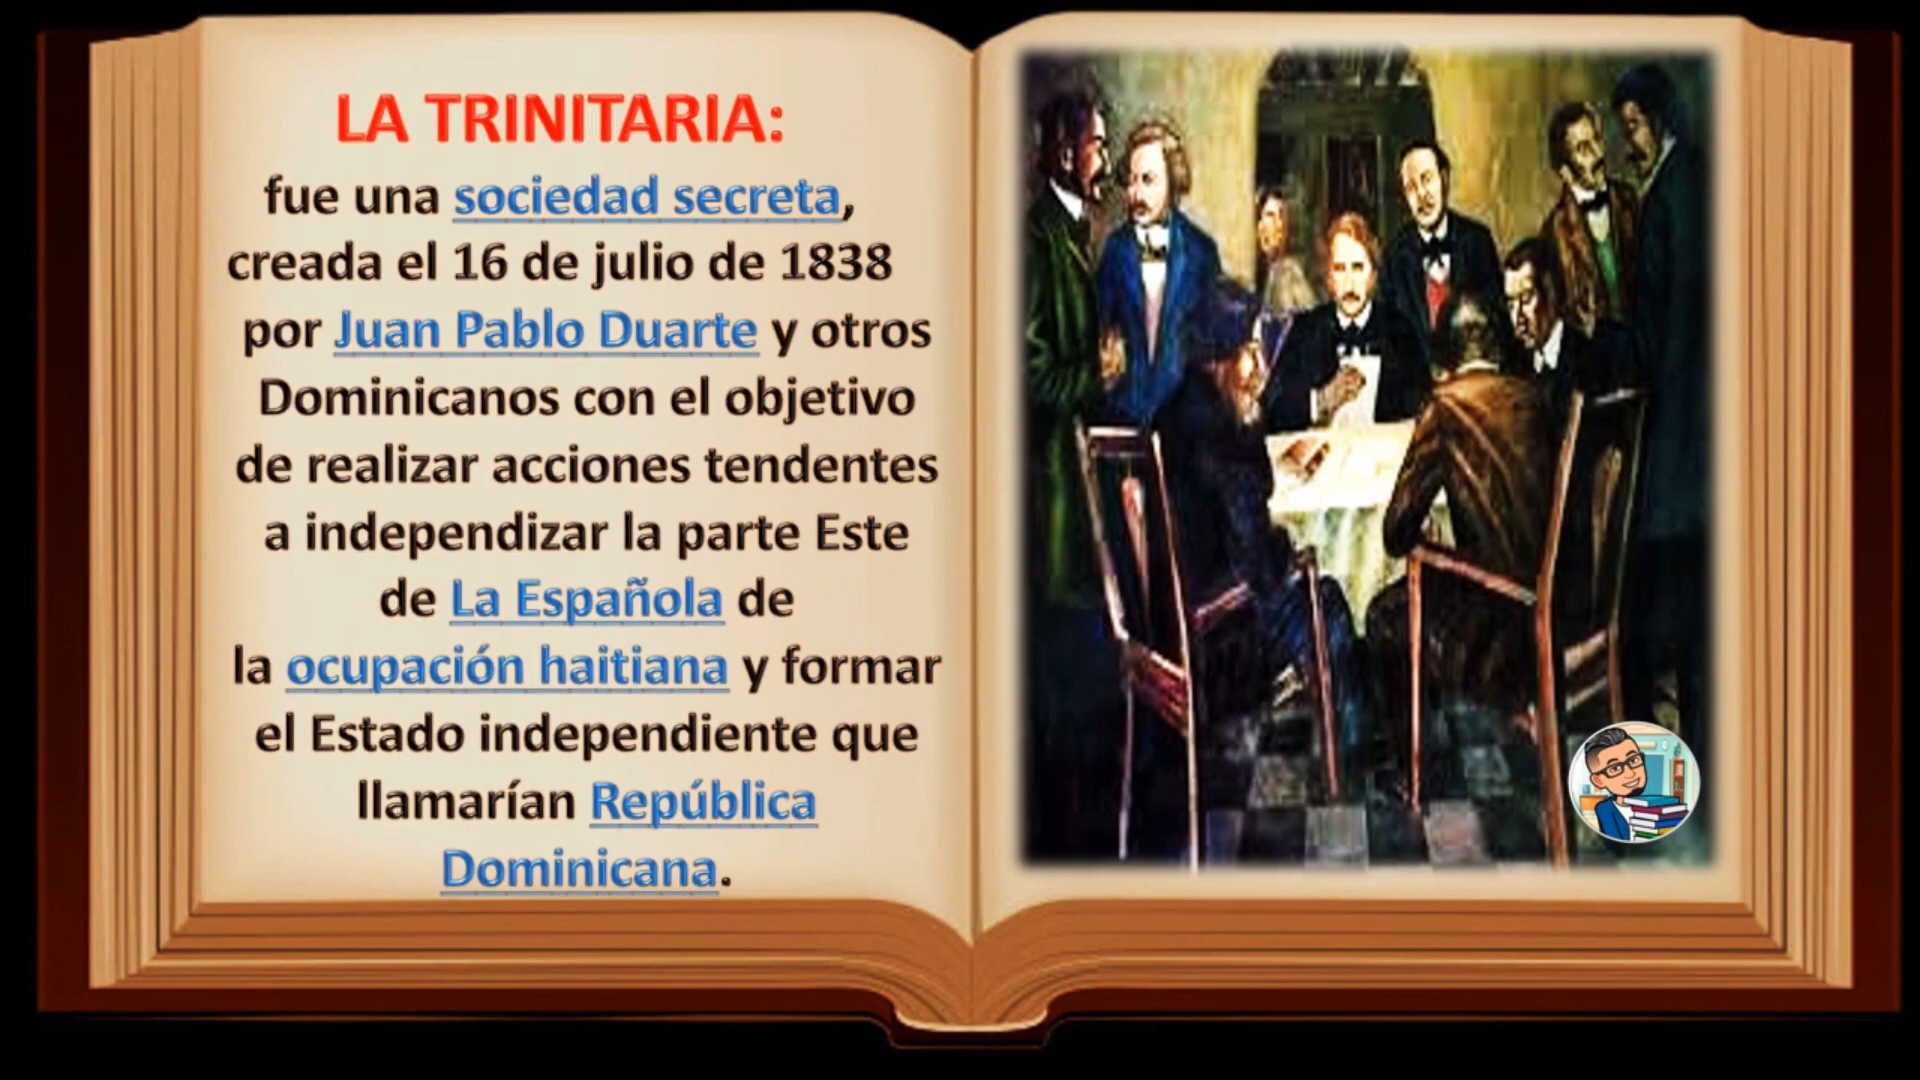 LA TRINITARIA:
fue una sociedad secreta,
creada el 16 de julio de 1838
por Juan Pablo Duarte y otros
Dominicanos con el objetivo
de realizar acciones tendentes
a independizar la parte Este
de La Española de
la ocupación haitiana y formar
el Estado independiente que
llamarían República
Dominicana.